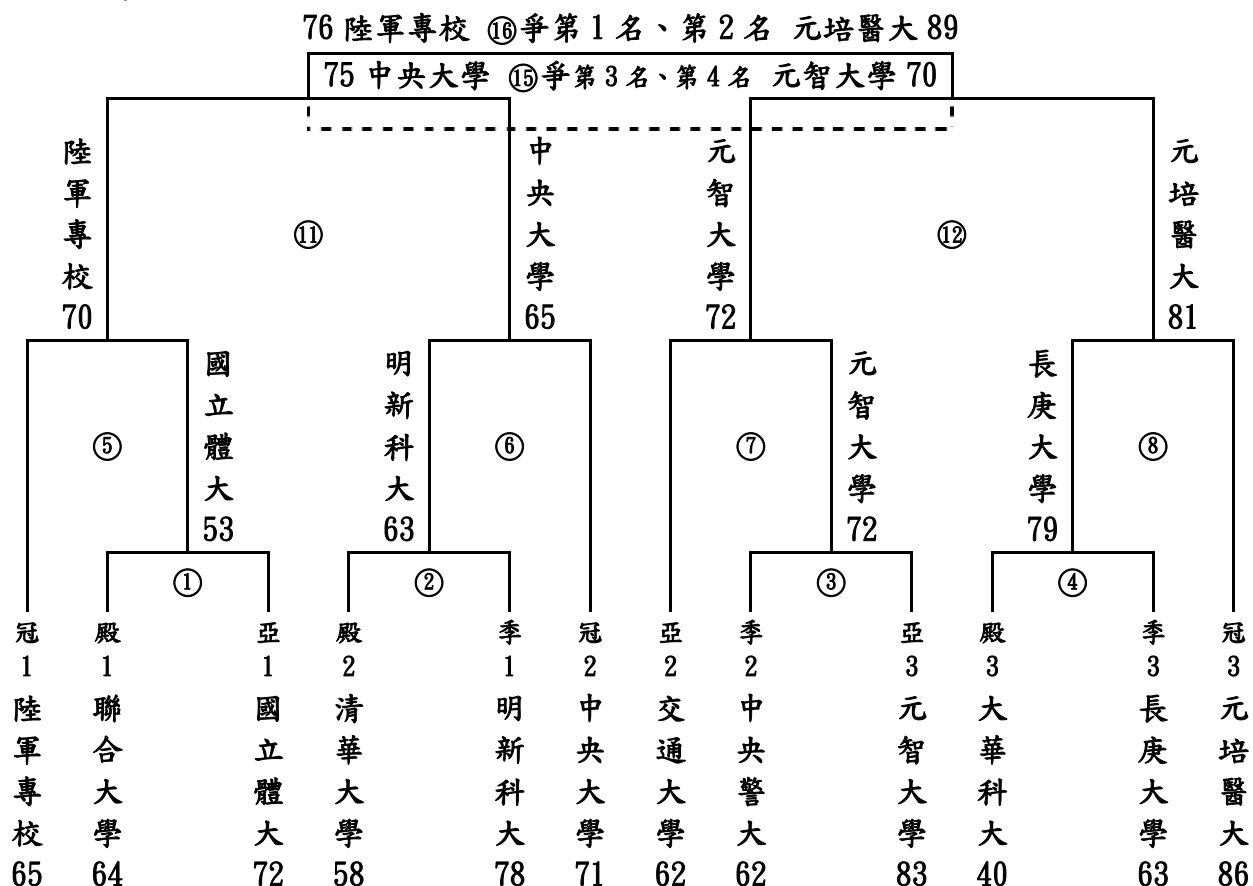 76 陸軍專校 ⑯爭第1名、第2名 元培醫大 89
75 中央大學 ⑮爭第3名、第4名 元智大學 70
陸軍專校 70
⑪
中央大學 65
元智大學 72
⑫
元培醫大 81
⑤
國立體大 53
明新科大 63
⑥
⑦
元智大學 72
長庚大學 79
⑧
①
②
③
④
冠1 陸軍專校 65
殿1 聯合大學 64
亞1 國立體大 72
殿2 清華大學 58
季1 明新科大 78
冠2 中央大學 71
亞2 交通大學 62
季2 中央警大 62
亞3 元智大學 83
殿3 大華科大 40
季3 長庚大學 63
冠3 元培醫大 86